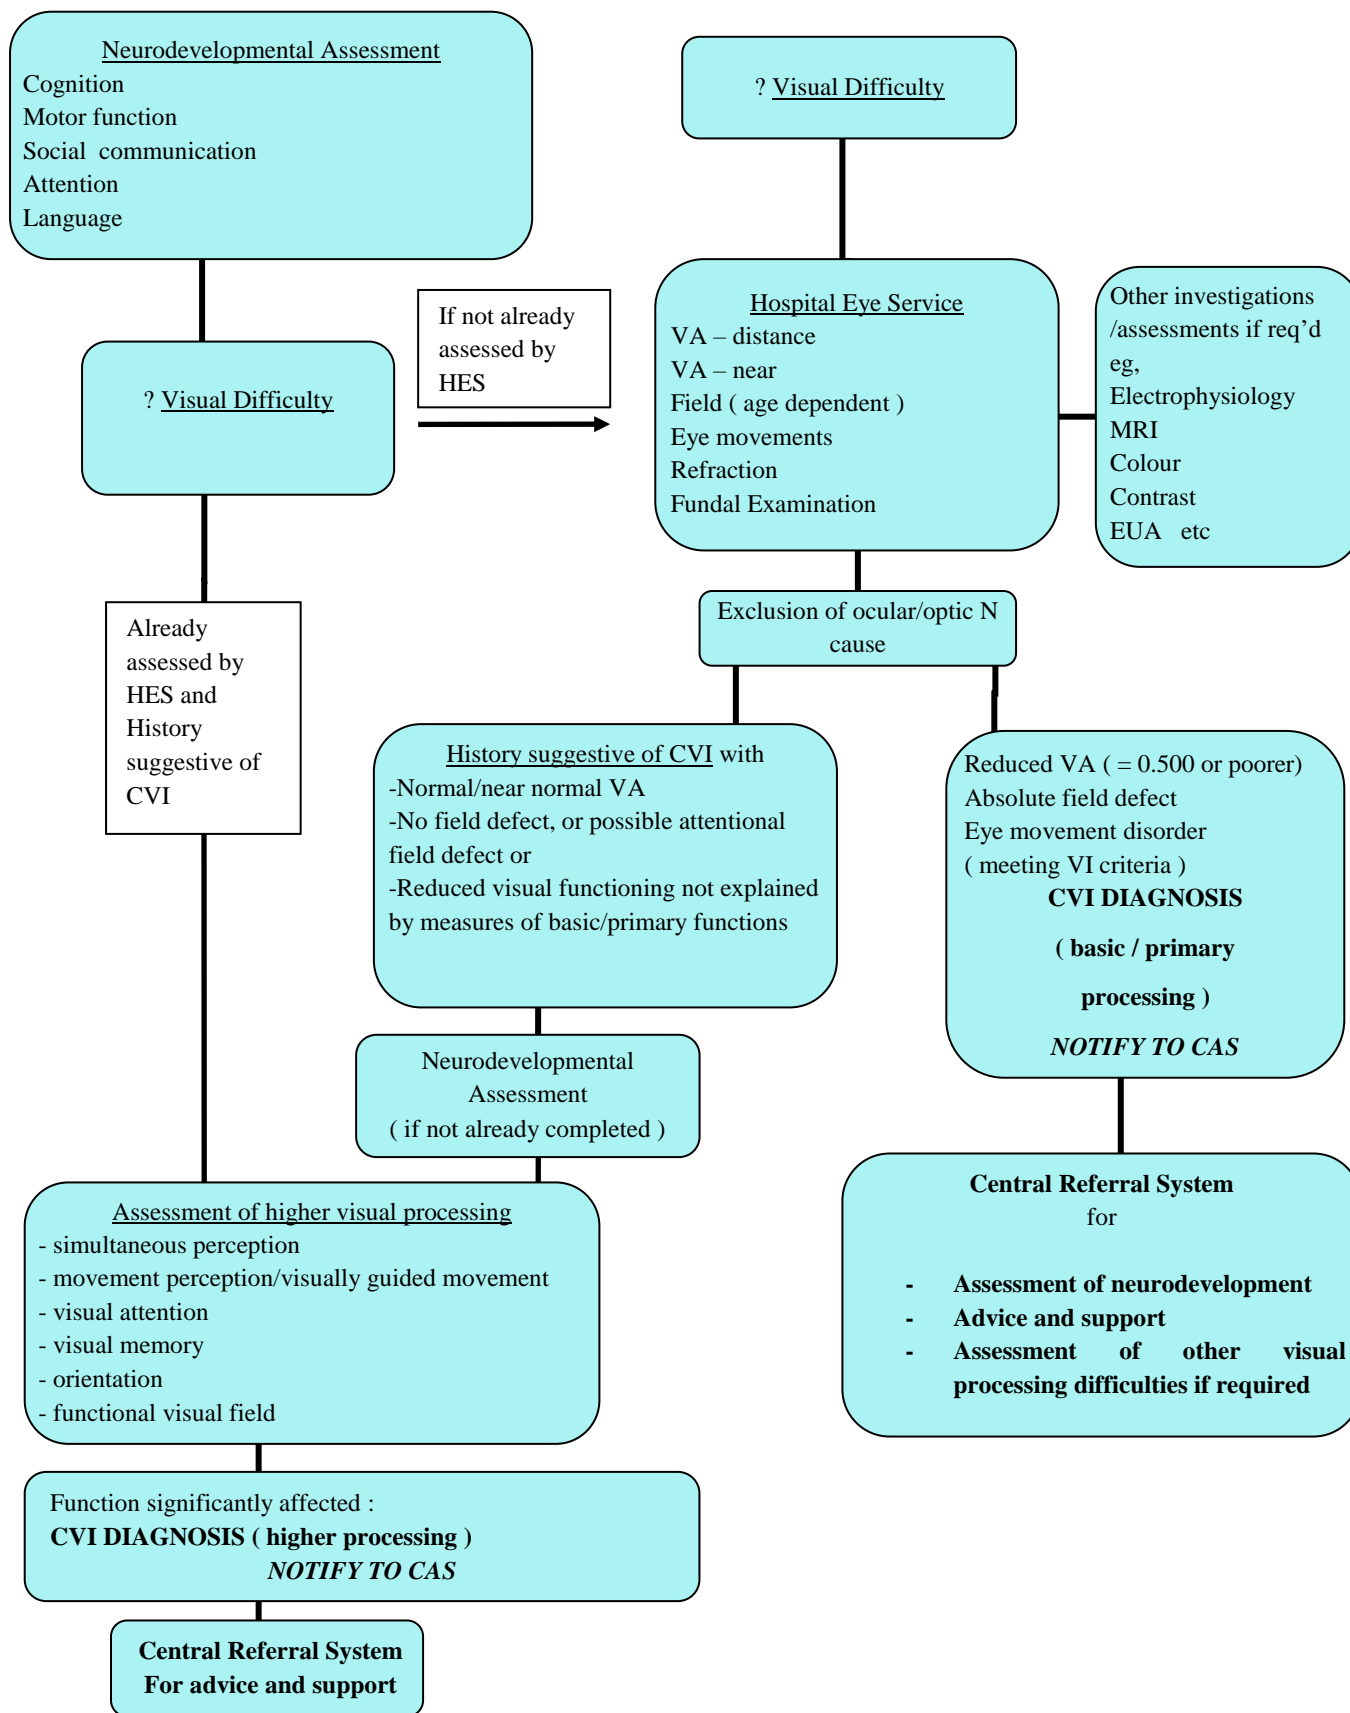 Neurodevelopmental Assessment
Cognition
Motor function
Social communication
Attention
Language
? Visual Difficulty
? Visual Difficulty
If not already
assessed by
HES
Hospital Eye Service
VA – distance
VA – near
Field ( age dependent )
Eye movements
Refraction
Fundal Examination
Other investigations
/assessments if req’d
eg,
Electrophysiology
MRI
Colour
Contrast
EUA etc
Exclusion of ocular/optic N
cause
Already
assessed by
HES and
History
suggestive of
CVI
History suggestive of CVI with
-Normal/near normal VA
-No field defect, or possible attentional
field defect or
-Reduced visual functioning not explained
by measures of basic/primary functions
Reduced VA ( = 0.500 or poorer)
Absolute field defect
Eye movement disorder
( meeting VI criteria )
CVI DIAGNOSIS
( basic / primary
processing )
NOTIFY TO CAS
Neurodevelopmental
Assessment
( if not already completed )
Assessment of higher visual processing
- simultaneous perception
- movement perception/visually guided movement
- visual attention
- visual memory
- orientation
- functional visual field
Central Referral System
for
- Assessment of neurodevelopment
- Advice and support
- Assessment of other visual
processing difficulties if required
Function significantly affected :
CVI DIAGNOSIS ( higher processing )
NOTIFY TO CAS
Central Referral System
For advice and support